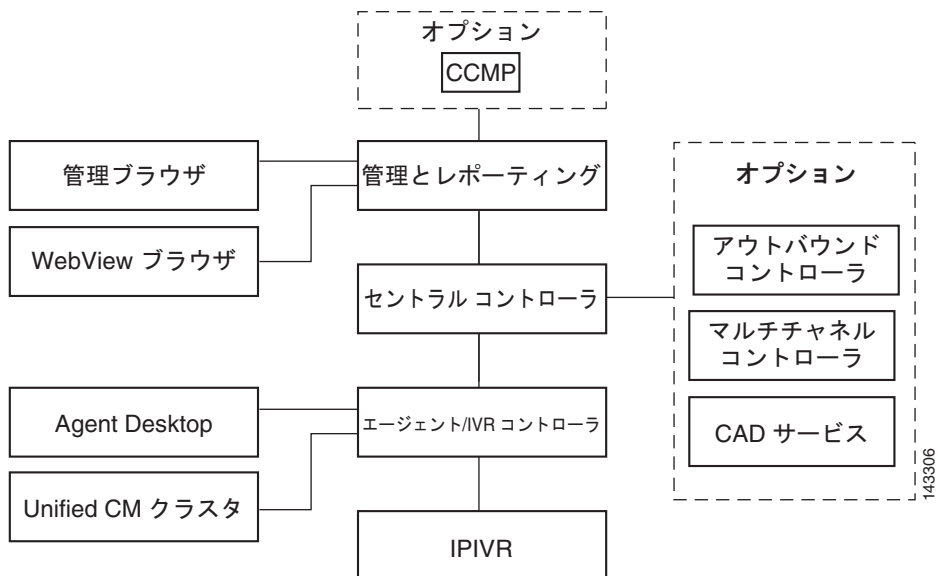 オプション
CCMP
管理ブラウザ
管理とレポーティング
オプション
WebView ブラウザ
アウトバウンド
コントローラ
セントラル コントローラ
マルチチャネル
コントローラ
Agent Desktop
エージェント/IVR コントローラ
CAD サービス
Unified CM クラスタ
IPIVR
143306